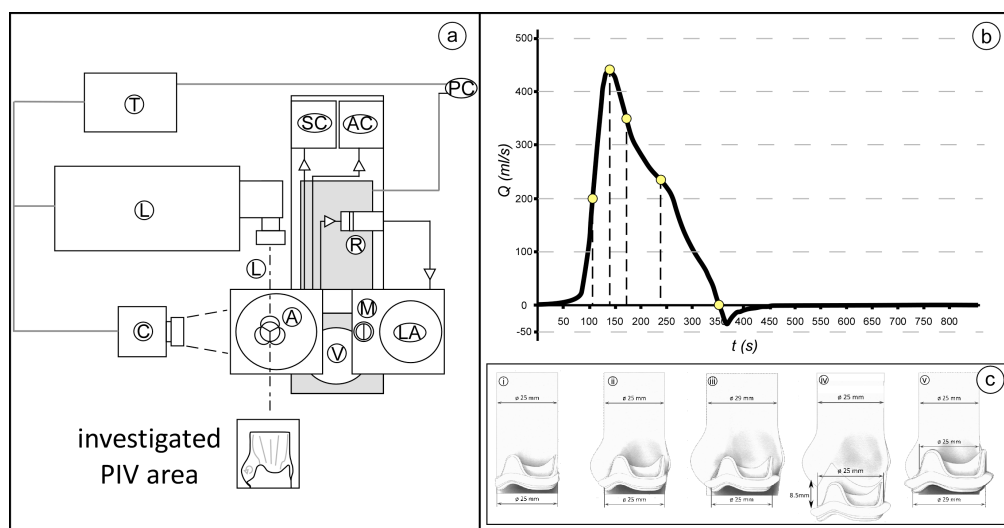 a
T
PC
SC
AC
L
R
L
C
A
M
I
V
LA
investigated
PIV area
b
Q (ml/s)
500
400
300
200
100
0
-50
50
100
150
200
250
300
350
400
450
500
550
600
650
700
750
800
t (s)
c
i
ø 25 mm
ø 25 mm
ii
ø 25 mm
ø 25 mm
iii
ø 29 mm
ø 25 mm
iv
ø 25 mm
ø 25 mm
8.5mm
v
ø 25 mm
ø 25 mm
ø 29 mm